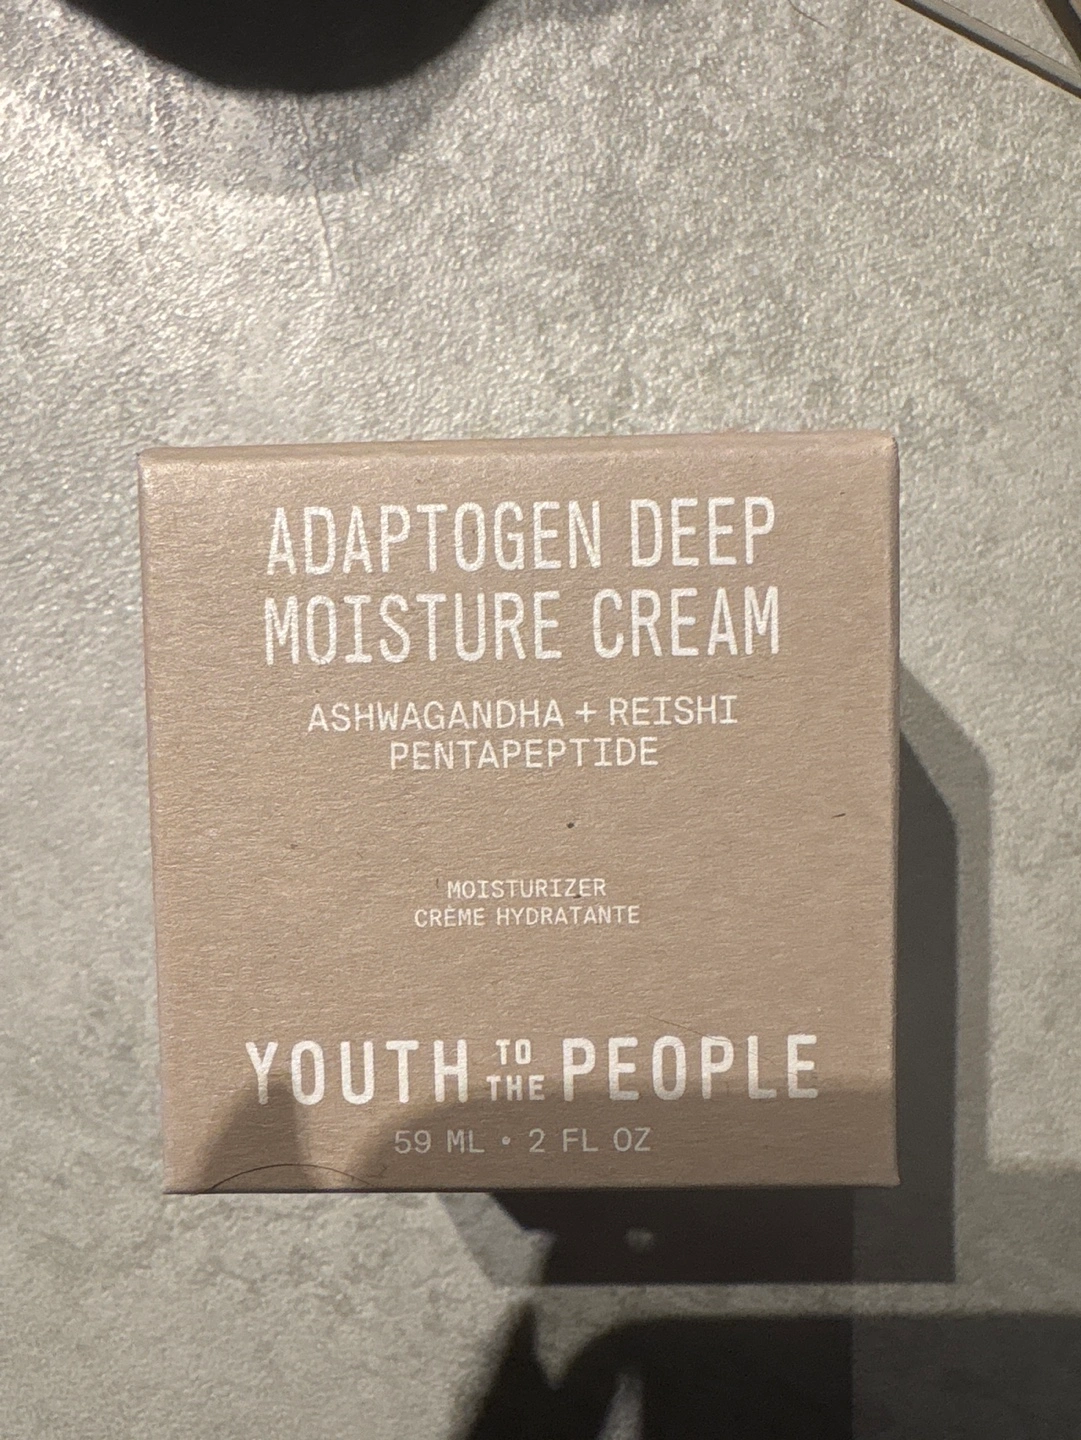 ADAPTOGEN DEEP
MOISTURE CREAM
ASHWAGANDHA + REISHI
PENTAPEPTIDE
MOISTURIZER
CRÈME HYDRATANTE
YOUTH TO THE PEOPLE
59 ML • 2 FL OZ